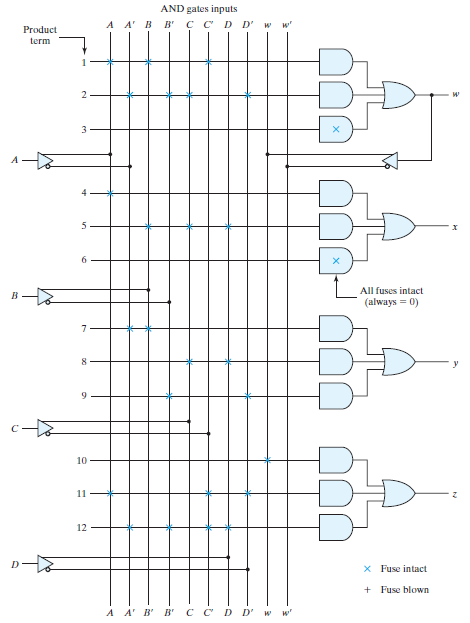 AND gates inputs
Product
term
A A' B B' C C' D D' w w'
1
2
w
3
A
4
5
x
6
All fuses intact
(always = 0)
B
7
8
y
9
C
10
11
z
12
D
× Fuse intact
+ Fuse blown
A A' B' B' C C' D D' w w'